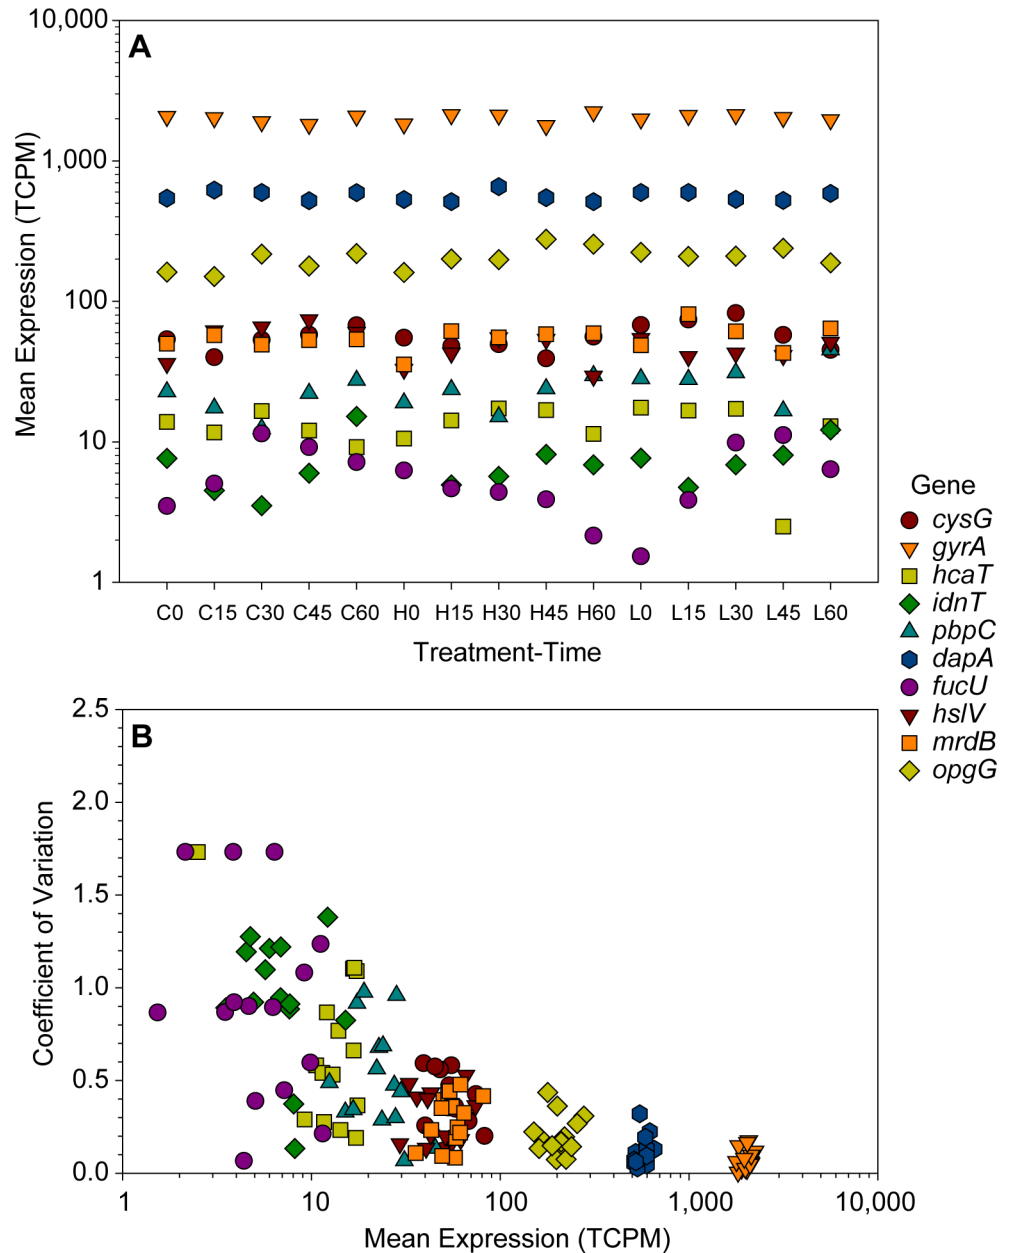 10,000
A
1,000
100
10
1
Mean Expression (TCPM)
C0 C15 C30 C45 C60 H0 H15 H30 H45 H60 L0 L15 L30 L45 L60
Treatment-Time
Gene
cysG
gyrA
hcaT
idnT
pbpC
dapA
fucU
hslV
mrdB
opgG
2.5
B
2.0
1.5
1.0
0.5
0.0
Coefficient of Variation
1 10 100 1,000 10,000
Mean Expression (TCPM)